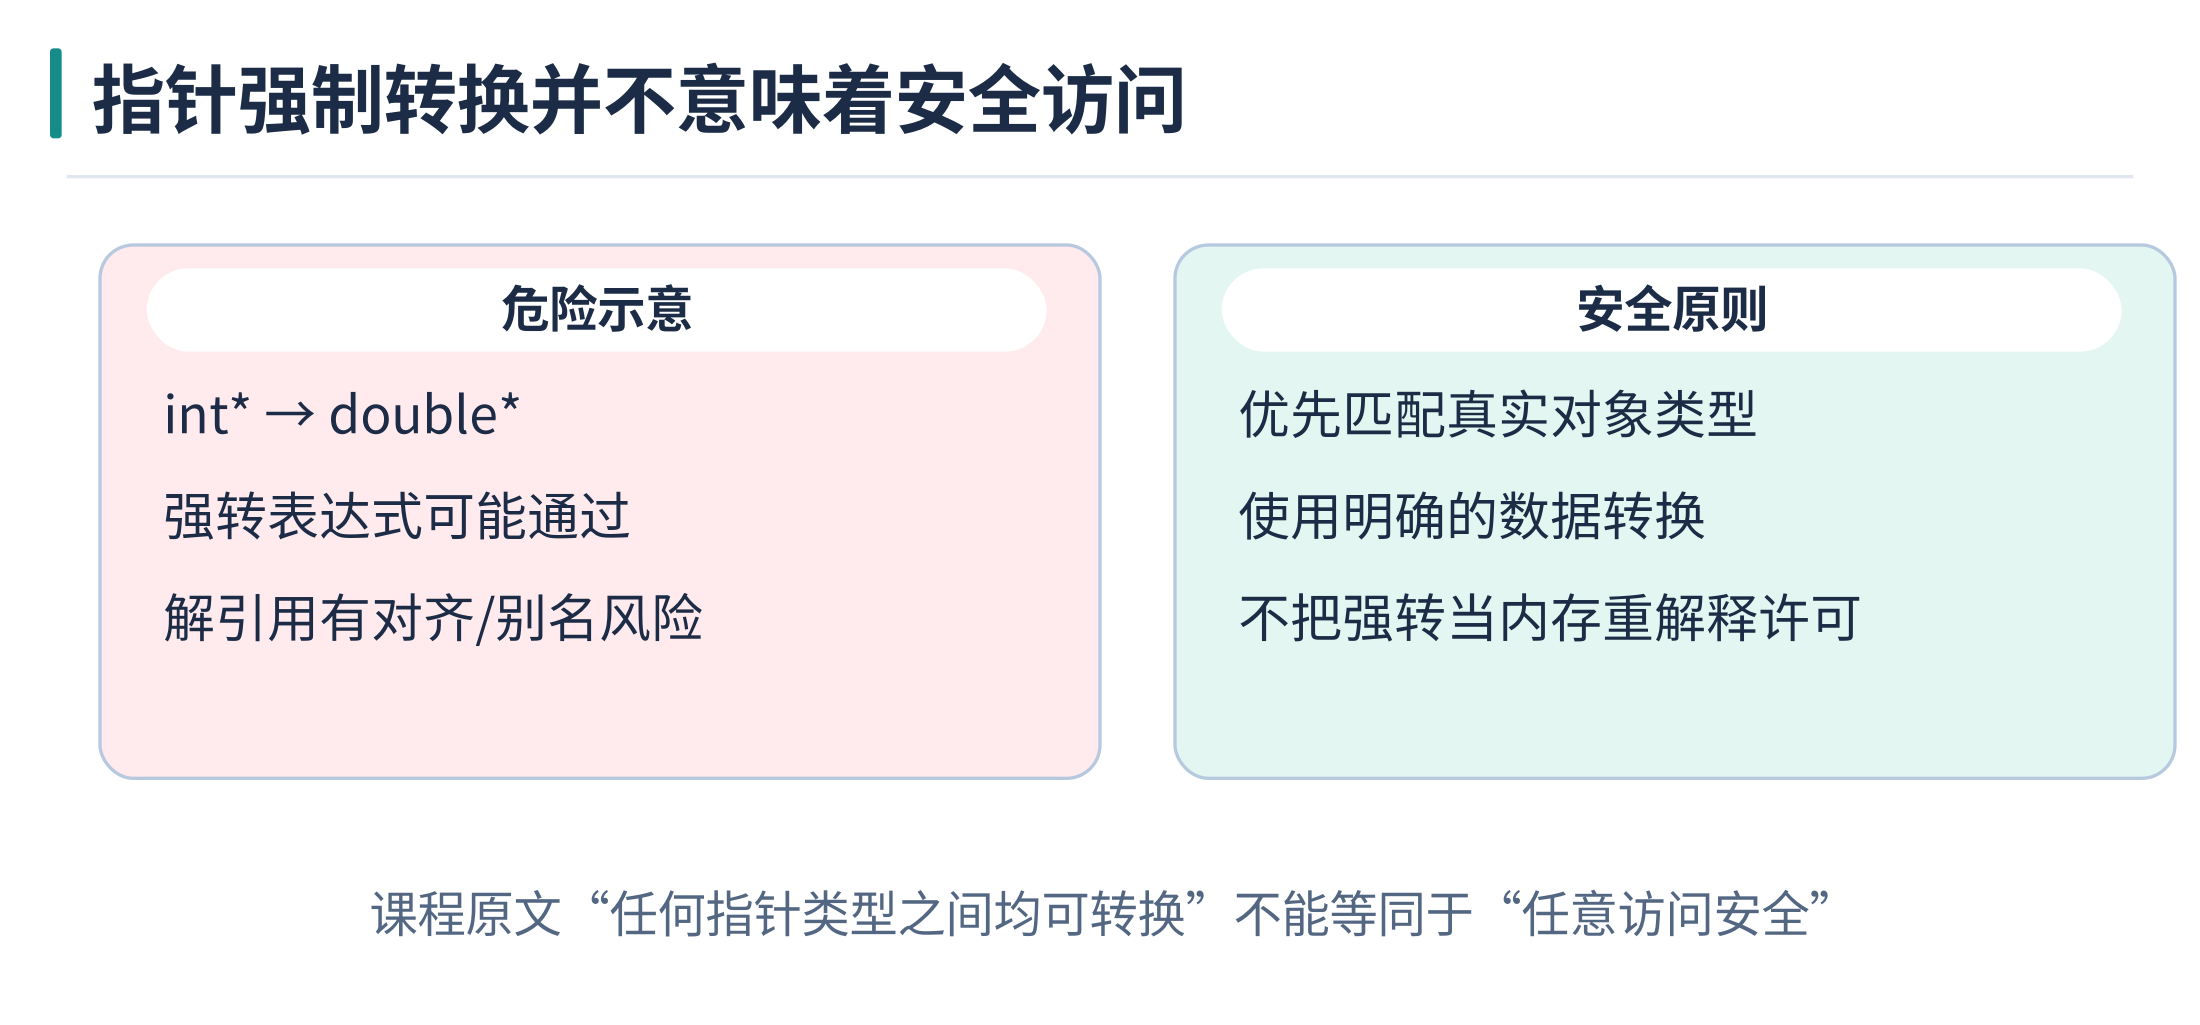 指针强制转换并不意味着安全访问
危险示意
int* → double*
强转表达式可能通过
解引用有对齐/别名风险
安全原则
优先匹配真实对象类型
使用明确的数据转换
不把强转当内存重解释许可
课程原文“任何指针类型之间均可转换”不能等同于“任意访问安全”